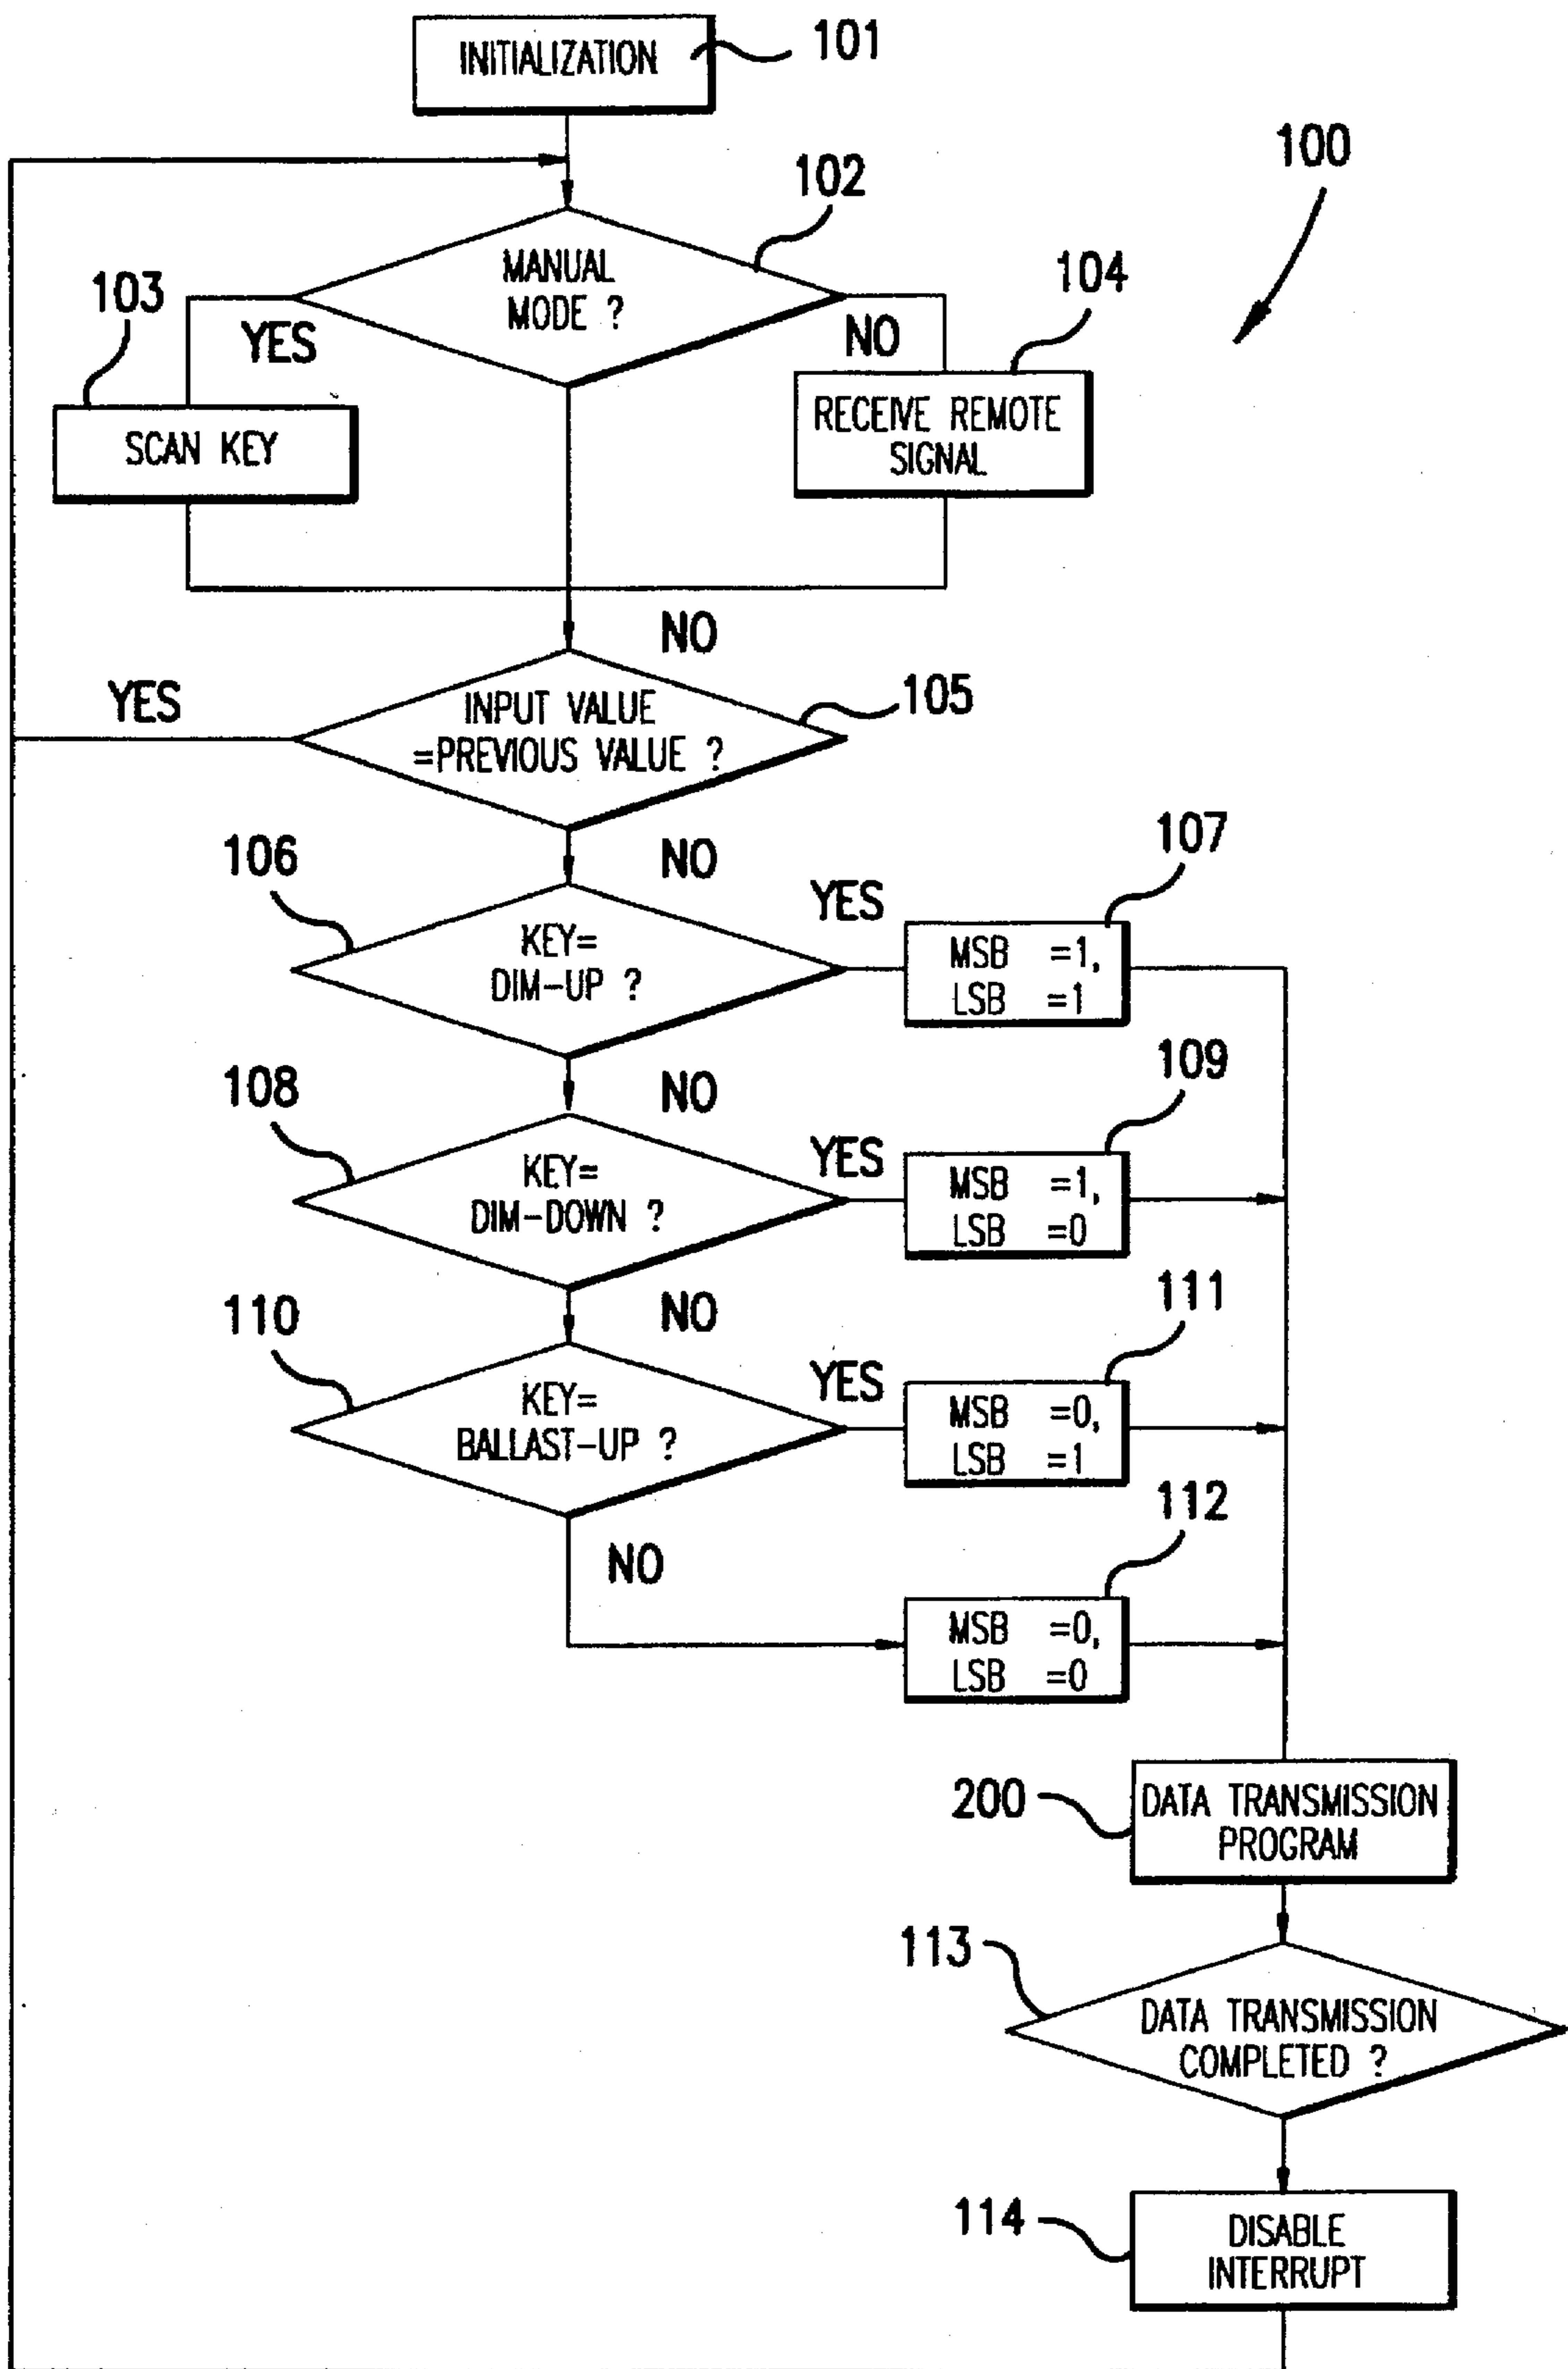 INITIALIZATION
101
100
102
MANUAL
MODE ?
103
YES
NO
104
SCAN KEY
RECEIVE REMOTE
SIGNAL
NO
YES
INPUT VALUE
=PREVIOUS VALUE ?
105
NO
106
KEY=
DIM-UP ?
YES
107
MSB =1,
LSB =1
NO
108
KEY=
DIM-DOWN ?
YES
109
MSB =1,
LSB =0
NO
110
KEY=
BALLAST-UP ?
YES
111
MSB =0,
LSB =1
NO
112
MSB =0,
LSB =0
200
DATA TRANSMISSION
PROGRAM
113
DATA TRANSMISSION
COMPLETED ?
114
DISABLE
INTERRUPT